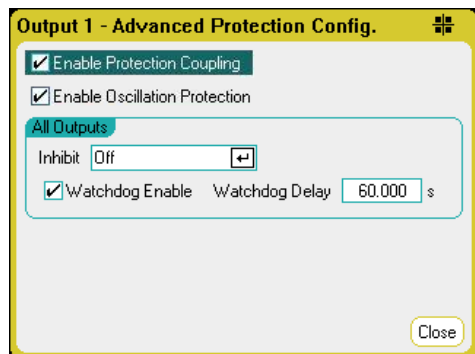 Output 1 - Advanced Protection Config.
Enable Protection Coupling
Enable Oscillation Protection
All Outputs
Inhibit Off
Watchdog Enable Watchdog Delay 60.000 s
Close